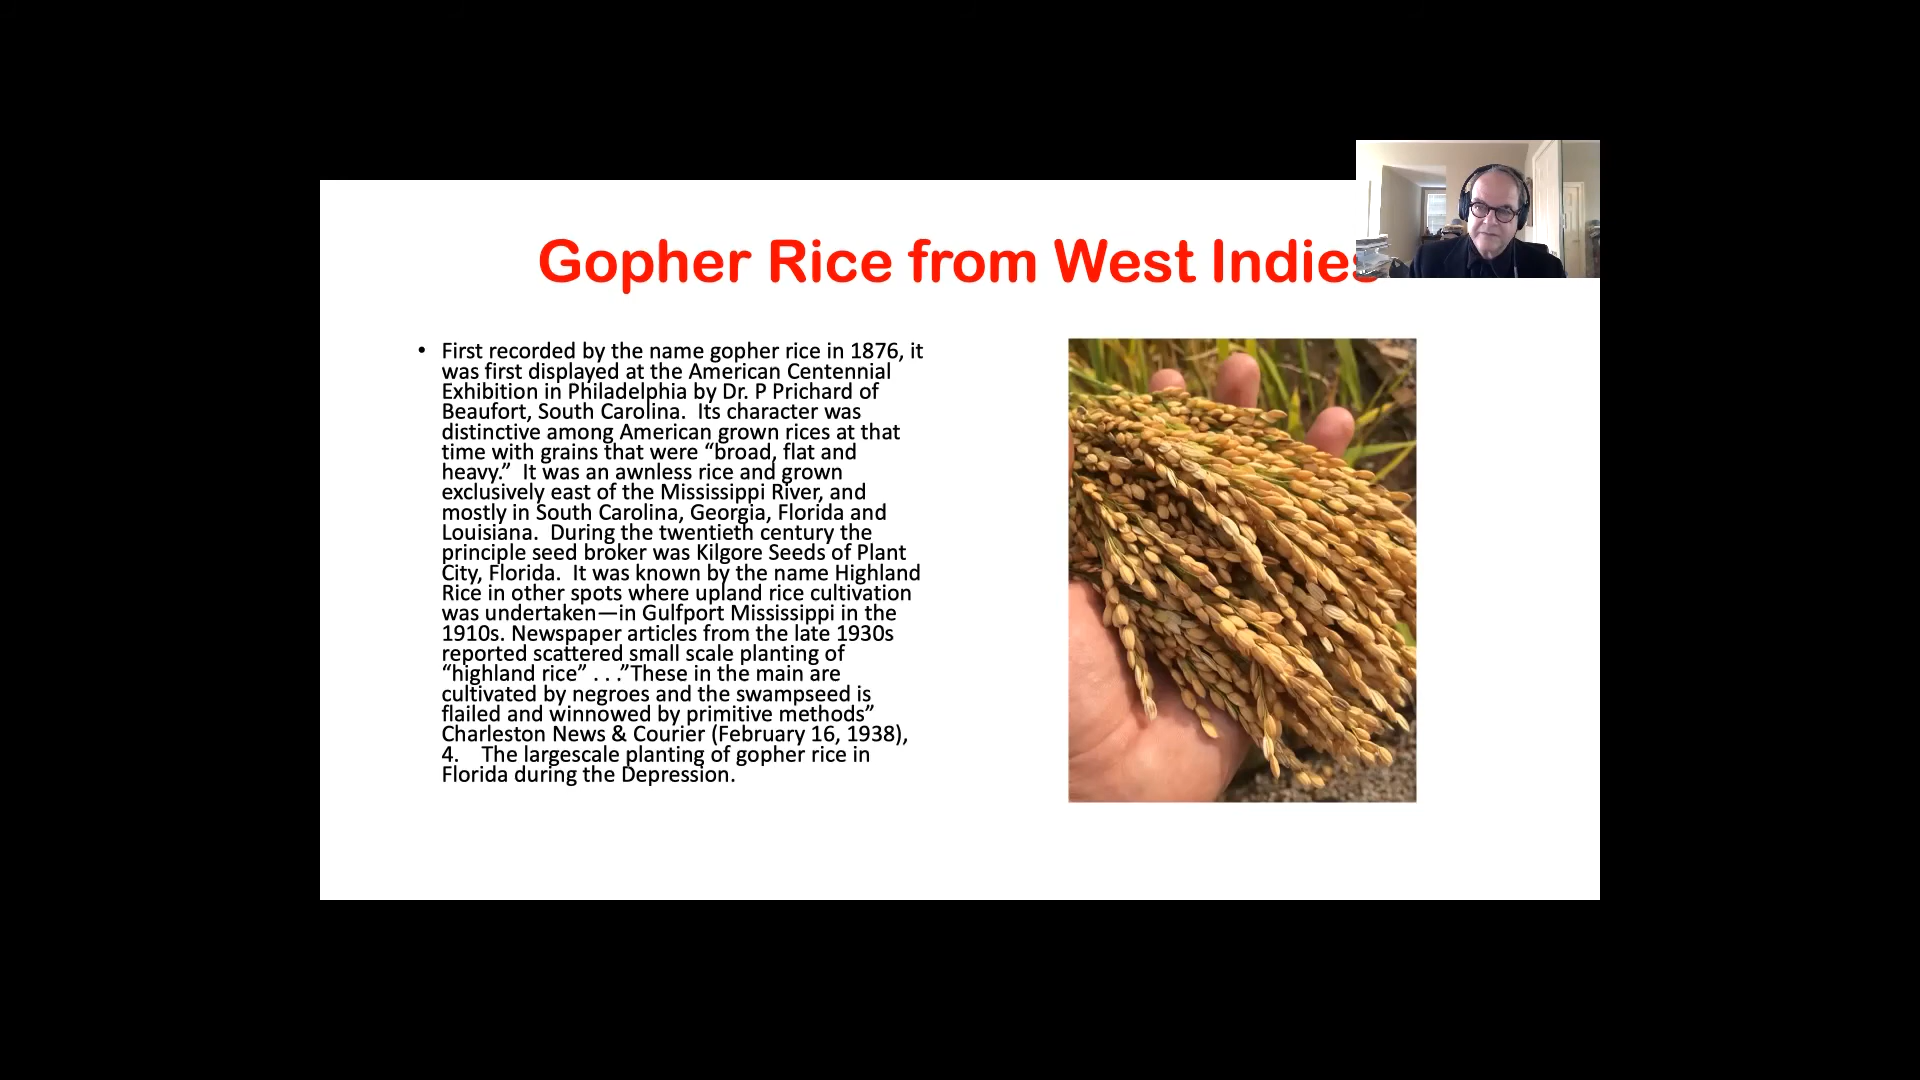 Gopher Rice from West Indies
• First recorded by the name gopher rice in 1876, it
was first displayed at the American Centennial
Exhibition in Philadelphia by Dr. P Prichard of
Beaufort, South Carolina.  Its character was
distinctive among American grown rices at that
time with grains that were “broad, flat and
heavy.”  It was an awnless rice and grown
exclusively east of the Mississippi River, and
mostly in South Carolina, Georgia, Florida and
Louisiana.  During the twentieth century the
principle seed broker was Kilgore Seeds of Plant
City, Florida.  It was known by the name Highland
Rice in other spots where upland rice cultivation
was undertaken—in Gulfport Mississippi in the
1910s. Newspaper articles from the late 1930s
reported scattered small scale planting of
“highland rice” . . .”These in the main are
cultivated by negroes and the swampseed is
flailed and winnowed by primitive methods”
Charleston News & Courier (February 16, 1938),
4.    The largescale planting of gopher rice in
Florida during the Depression.